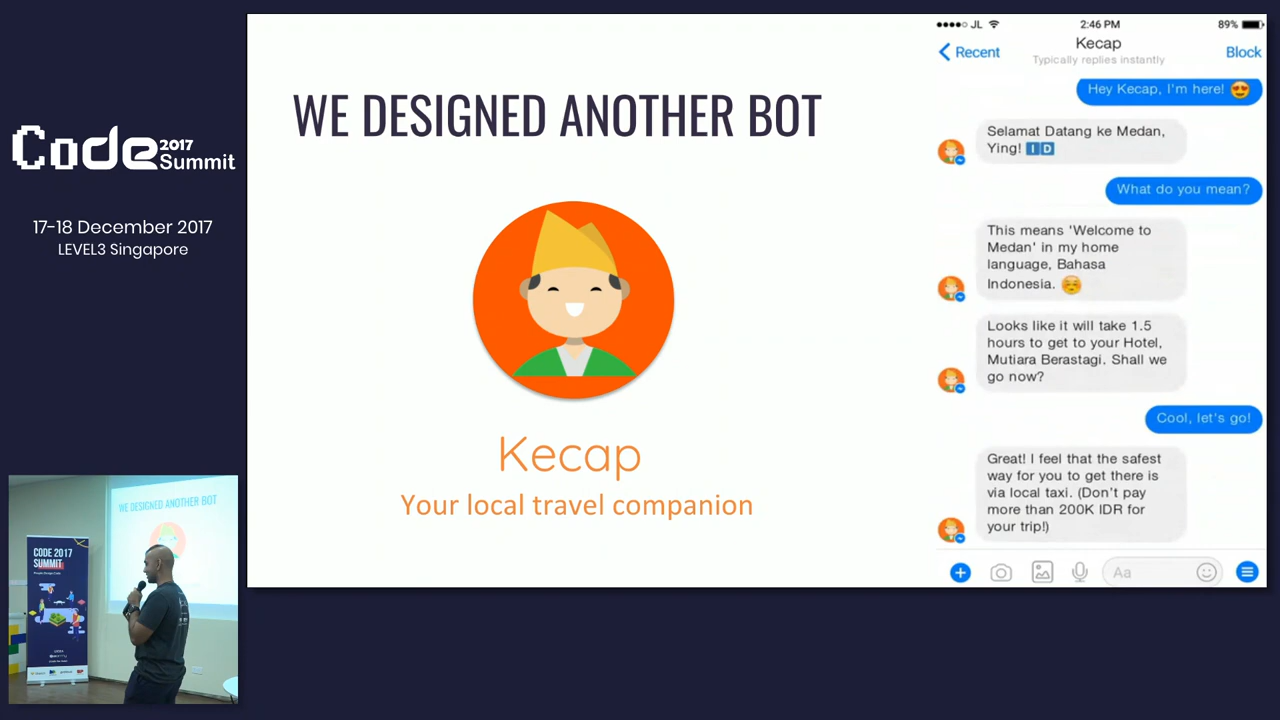 Code 2017 Summit
17-18 December 2017
LEVEL3 Singapore
WE DESIGNED ANOTHER BOT
Kecap
Your local travel companion
JL
2:46 PM
89%
Recent
Kecap
Typically replies instantly
Block
Hey Kecap, I'm here! 😍
Selamat Datang ke Medan,
Ying! 🇮🇩
What do you mean?
This means 'Welcome to
Medan' in my home
language, Bahasa
Indonesia. ☺️
Looks like it will take 1.5
hours to get to your Hotel,
Mutiara Berastagi. Shall we
go now?
Cool, let's go!
Great! I feel that the safest
way for you to get there is
via local taxi. (Don't pay
more than 200K IDR for
your trip!)
Aa
WE DESIGNED ANOTHER BOT
CODE 2017
SUMMIT